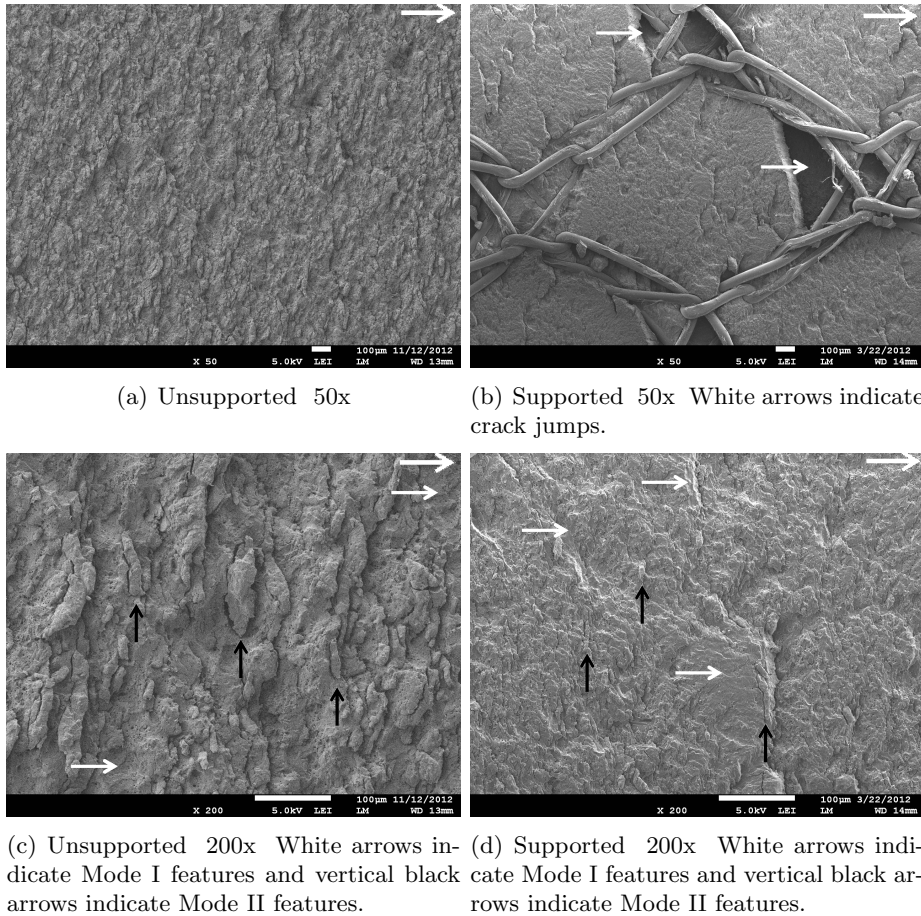 100µm 11/12/2012
X 50 5.0kV LEI LM WD 13mm
100µm 3/22/2012
X 50 5.0kV LEI LM WD 14mm
(a) Unsupported 50x
(b) Supported 50x White arrows indicate
crack jumps.
100µm 11/12/2012
X 200 5.0kV LEI LM WD 13mm
100µm 3/22/2012
X 200 5.0kV LEI LM WD 14mm
(c) Unsupported 200x White arrows in-
dicate Mode I features and vertical black
arrows indicate Mode II features.
(d) Supported 200x White arrows indi-
cate Mode I features and vertical black ar-
rows indicate Mode II features.